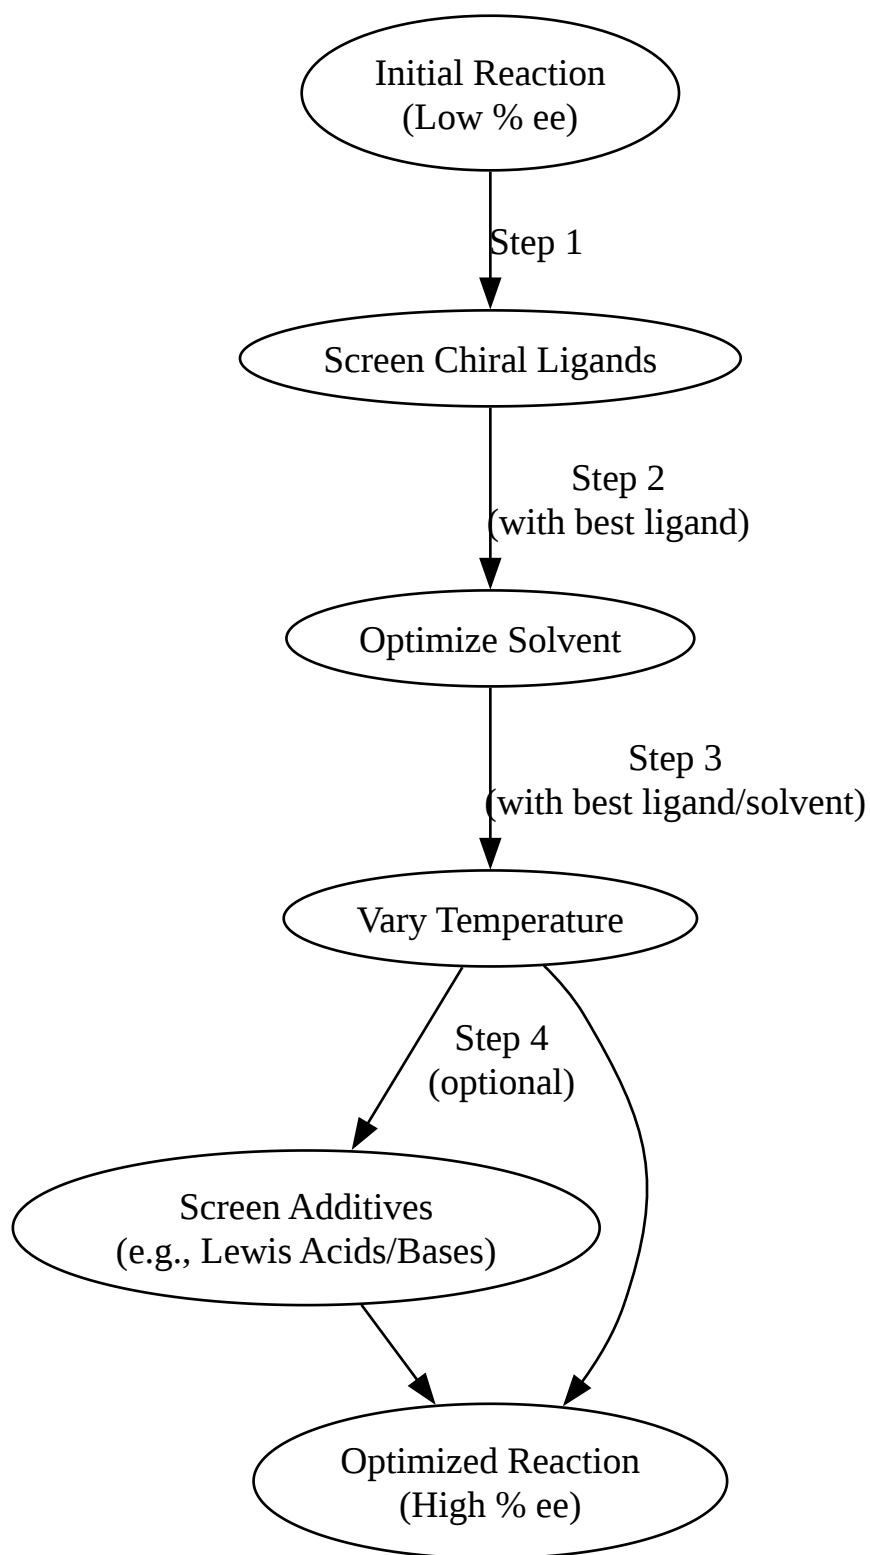 Initial Reaction
(Low % ee)
Step 1
Screen Chiral Ligands
Step 2
(with best ligand)
Optimize Solvent
Step 3
(with best ligand/solvent)
Vary Temperature
Step 4
(optional)
Screen Additives
(e.g., Lewis Acids/Bases)
Optimized Reaction
(High % ee)